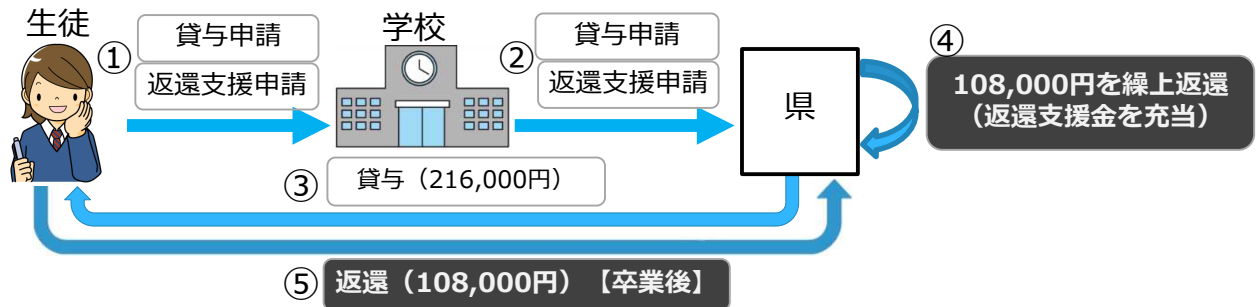 生徒
①
貸与申請
返還支援申請
学校
②
貸与申請
返還支援申請
県
④
108,000円を繰上返還
（返還支援金を充当）
③
貸与（216,000円）
⑤
返還（108,000円）【卒業後】